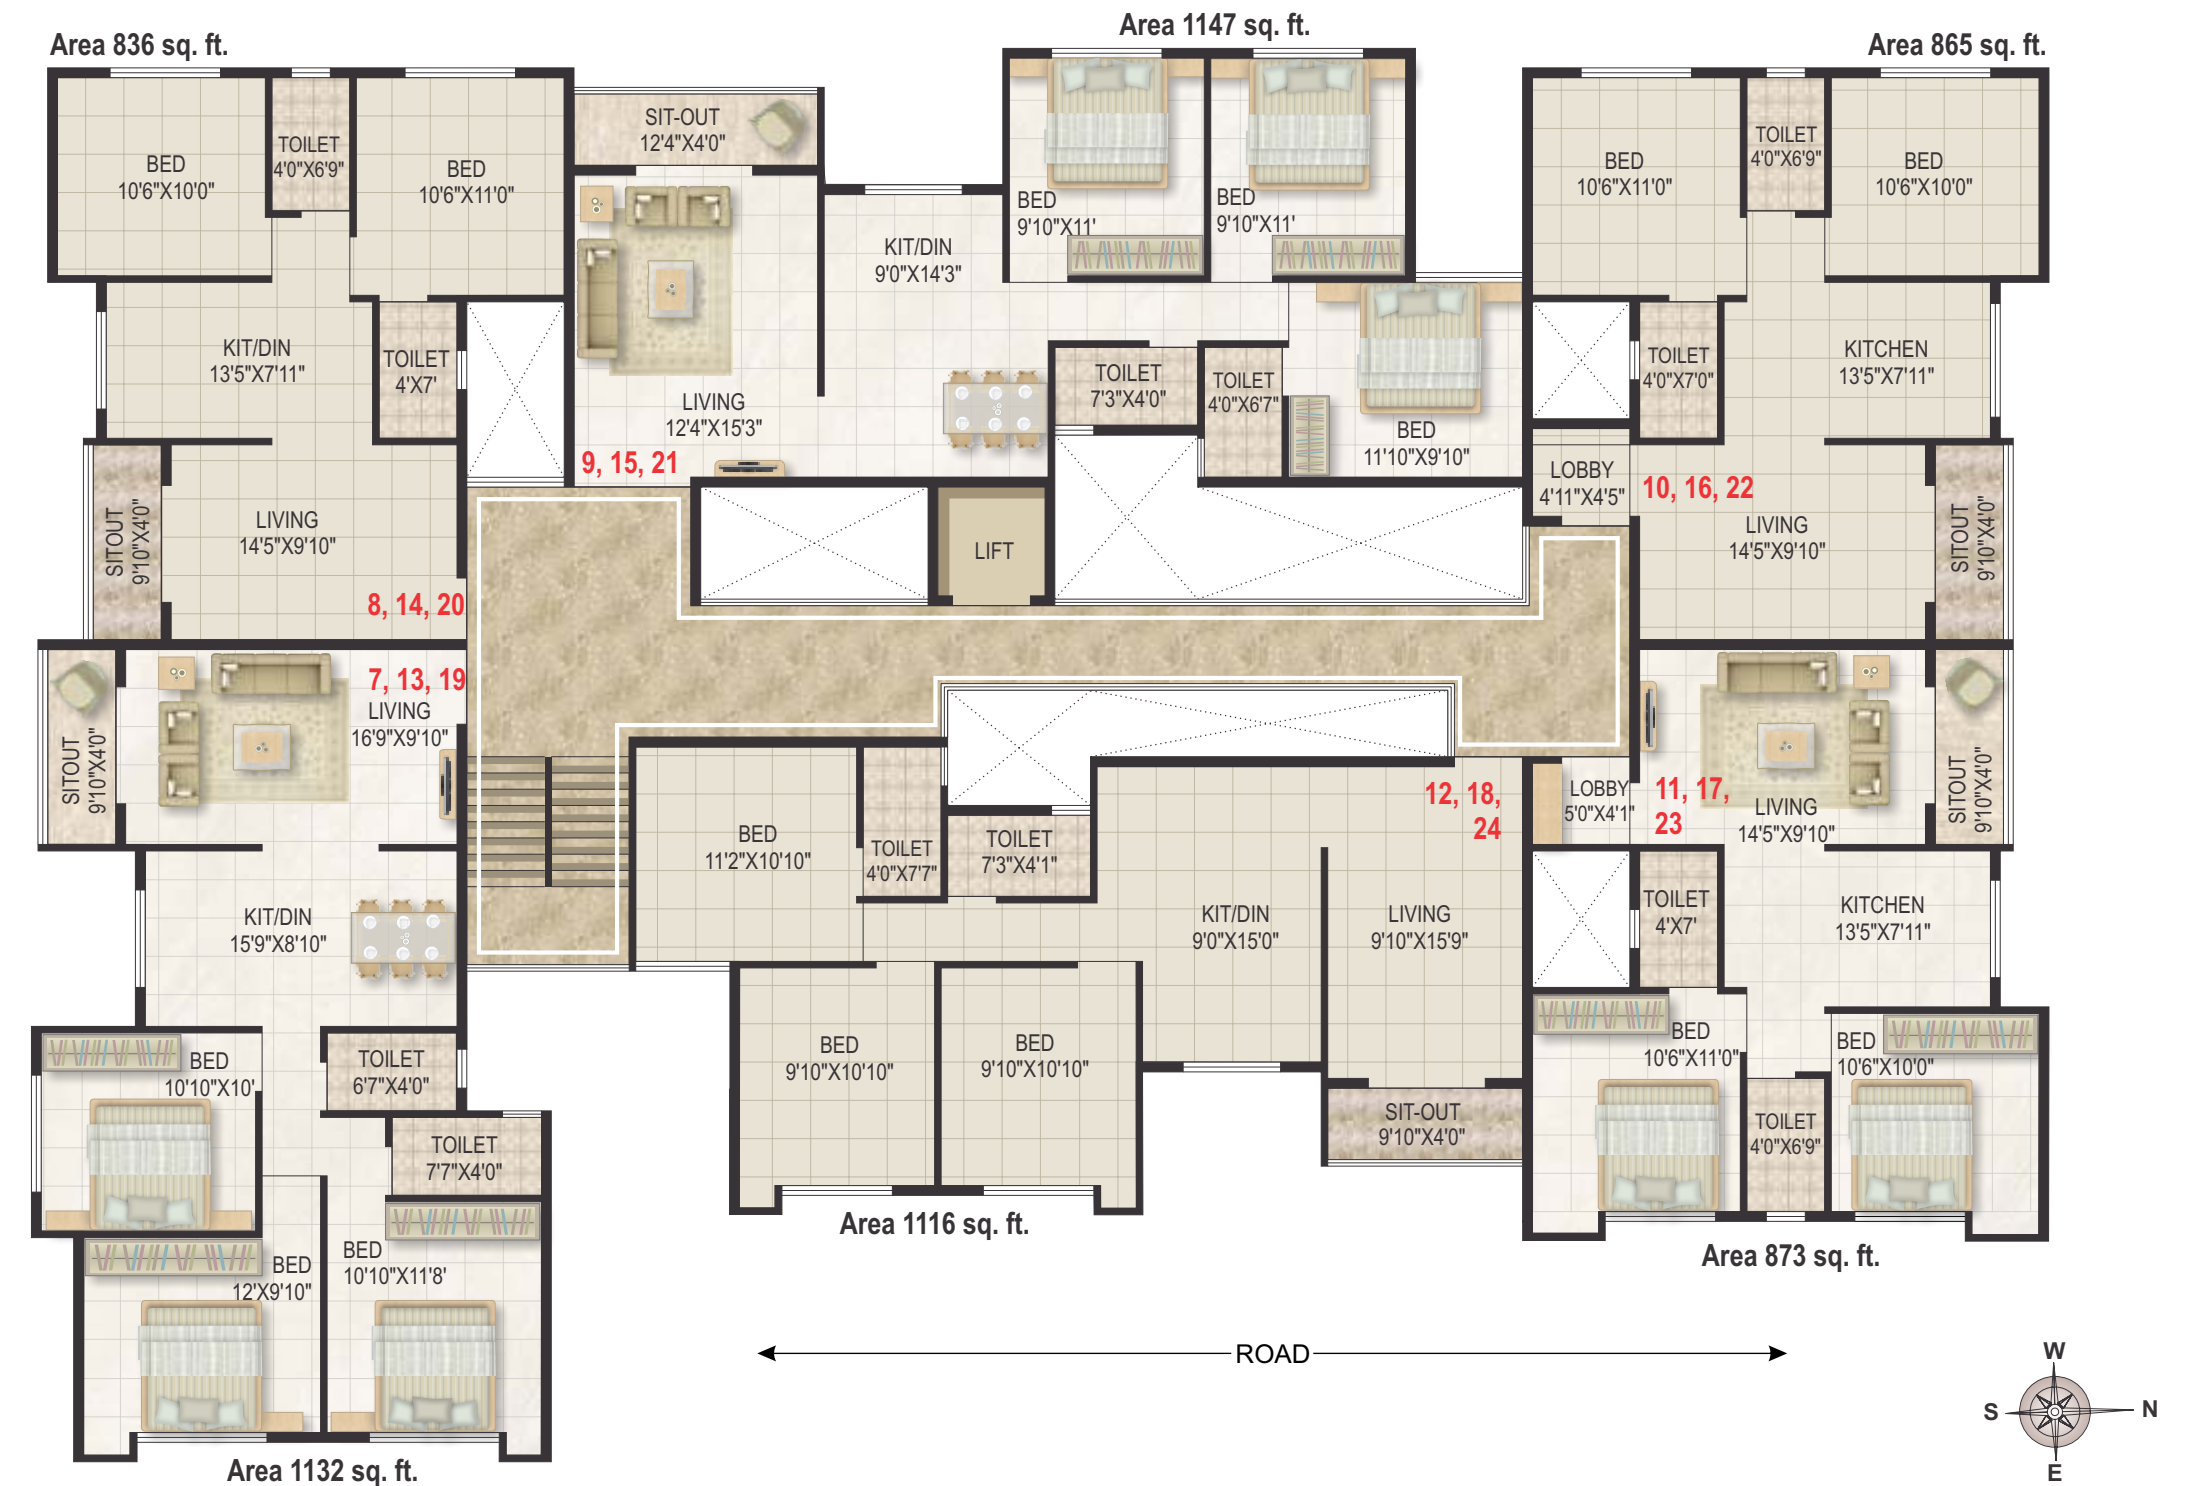 Area 836 sq. ft.
BED
10'6"X10'0"
TOILET
4'0"X6'9"
BED
10'6"X11'0"
KIT/DIN
13'5"X7'11"
TOILET
4'X7'
SITOUT
9'10"X4'0"
LIVING
14'5"X9'10"
8, 14, 20
Area 1147 sq. ft.
SIT-OUT
12'4"X4'0"
LIVING
12'4"X15'3"
9, 15, 21
KIT/DIN
9'0"X14'3"
BED
9'10"X11'
BED
9'10"X11'
TOILET
7'3"X4'0"
TOILET
4'0"X6'7"
BED
11'10"X9'10"
LIFT
Area 865 sq. ft.
BED
10'6"X11'0"
TOILET
4'0"X6'9"
BED
10'6"X10'0"
TOILET
4'0"X7'0"
KITCHEN
13'5"X7'11"
LOBBY
4'11"X4'5"
10, 16, 22
LIVING
14'5"X9'10"
SITOUT
9'10"X4'0"
7, 13, 19
LIVING
16'9"X9'10"
SITOUT
9'10"X4'0"
KIT/DIN
15'9"X8'10"
BED
10'10"X10'
TOILET
6'7"X4'0"
TOILET
7'7"X4'0"
BED
12'X9'10"
BED
10'10"X11'8'
Area 1132 sq. ft.
BED
11'2"X10'10"
TOILET
4'0"X7'7"
TOILET
7'3"X4'1"
KIT/DIN
9'0"X15'0"
12, 18,
24
LIVING
9'10"X15'9"
BED
9'10"X10'10"
BED
9'10"X10'10"
SIT-OUT
9'10"X4'0"
Area 1116 sq. ft.
LOBBY
5'0"X4'1"
11, 17,
23
LIVING
14'5"X9'10"
SITOUT
9'10"X4'0"
TOILET
4'X7'
KITCHEN
13'5"X7'11"
BED
10'6"X11'0"
BED
10'6"X10'0"
TOILET
4'0"X6'9"
Area 873 sq. ft.
ROAD
W
S
N
E